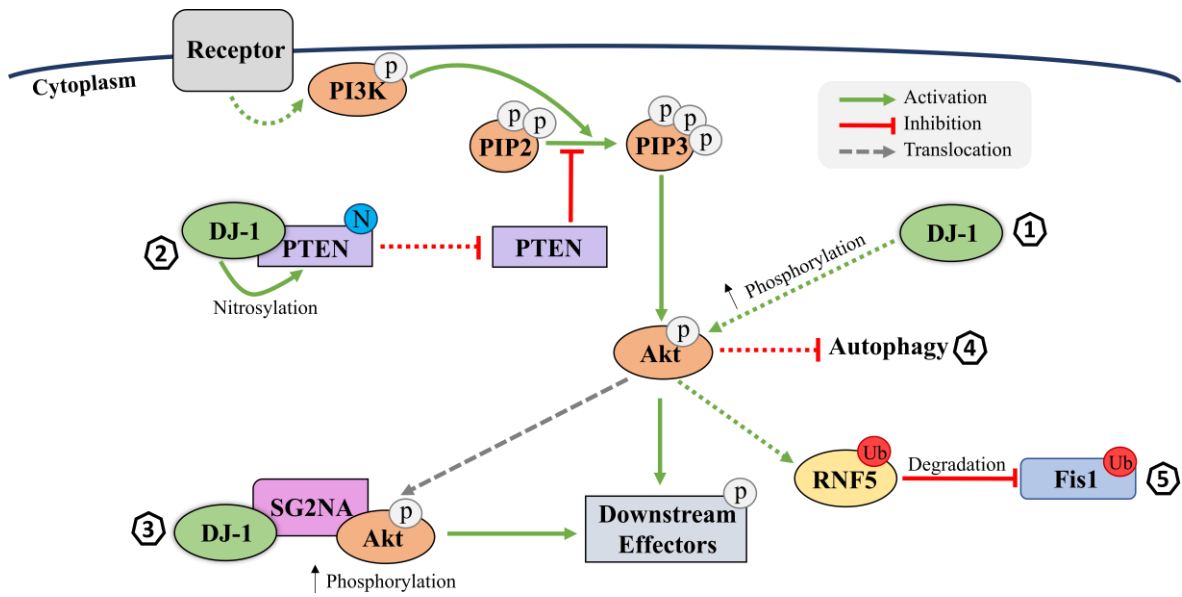 Receptor
Cytoplasm
p
PI3K
p
p
PIP2
p
p
p
PIP3
Activation
Inhibition
Translocation
DJ-1
N
PTEN
2
Nitrosylation
PTEN
DJ-1
1
Phosphorylation
p
Akt
Autophagy
4
Ub
RNF5
Degradation
Ub
Fis1
5
SG2NA
DJ-1
3
p
Akt
Phosphorylation
p
Downstream
Effectors